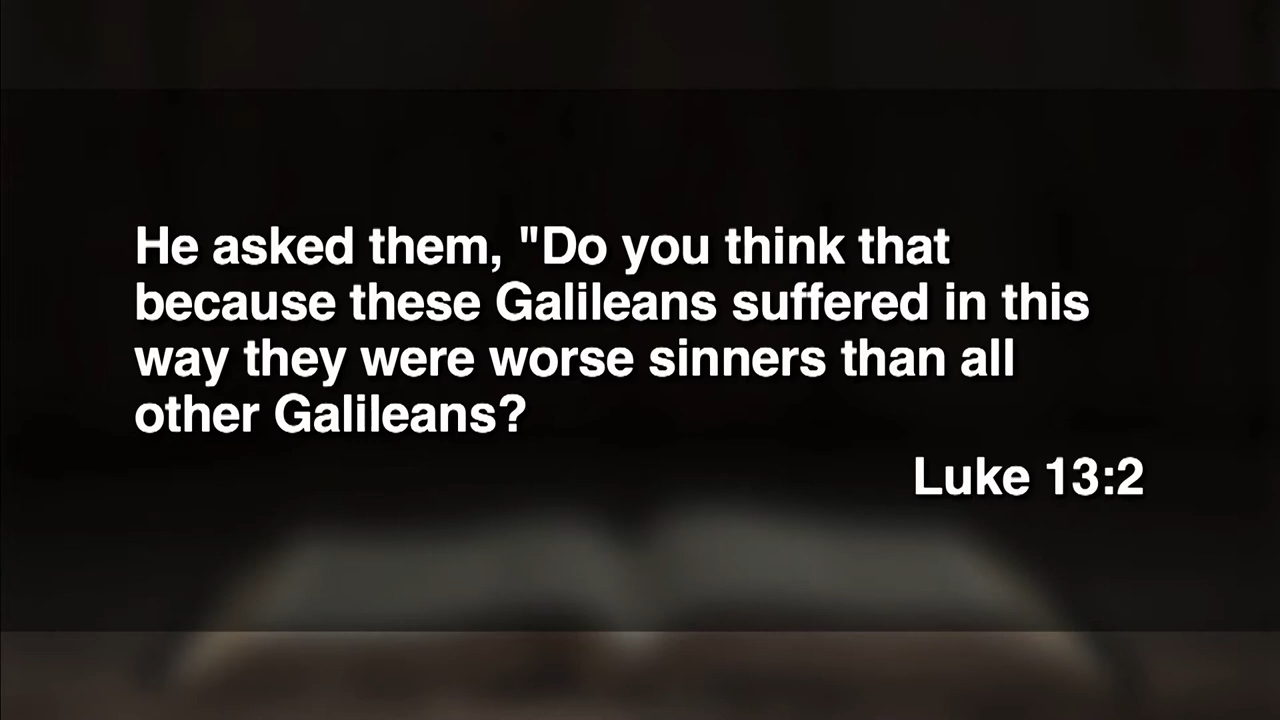 He asked them, "Do you think that
because these Galileans suffered in this
way they were worse sinners than all
other Galileans?
Luke 13:2